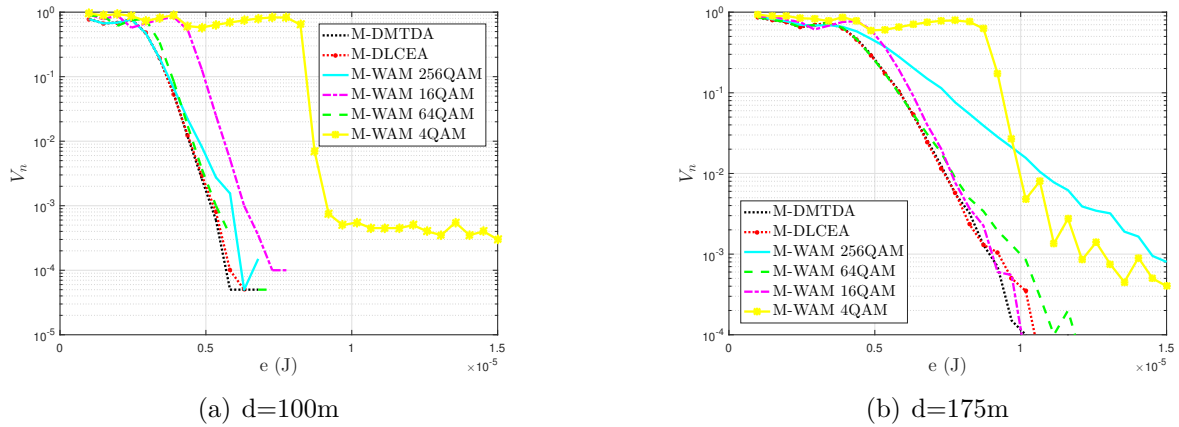 10^0
10^-1
10^-2
10^-3
10^-4
10^-5
V_n
M-DMTDA
M-DLCEA
M-WAM 256QAM
M-WAM 16QAM
M-WAM 64QAM
M-WAM 4QAM
0 0.5 1 1.5
e (J)
×10^-5
(a) d=100m
10^0
10^-1
10^-2
10^-3
10^-4
V_n
M-DMTDA
M-DLCEA
M-WAM 256QAM
M-WAM 64QAM
M-WAM 16QAM
M-WAM 4QAM
0 0.5 1 1.5
e (J)
×10^-5
(b) d=175m